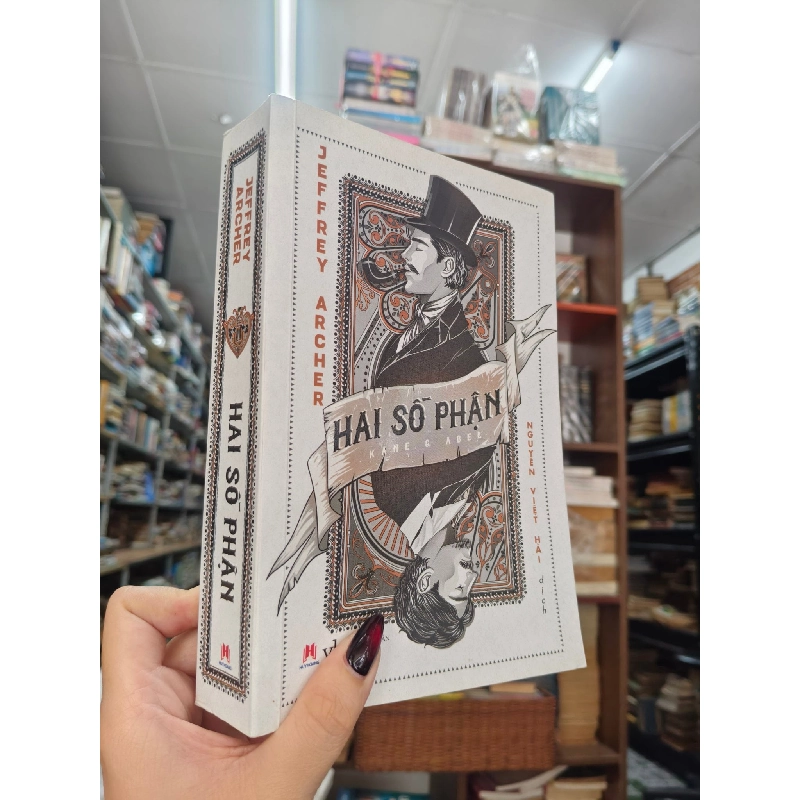 JEFFREY ARCHER
HAI SỐ PHẬN
JEFFREY ARCHER
HAI SỐ PHẬN
KANE & ABEL
NGUYỄN VIỆT HẢI dịch